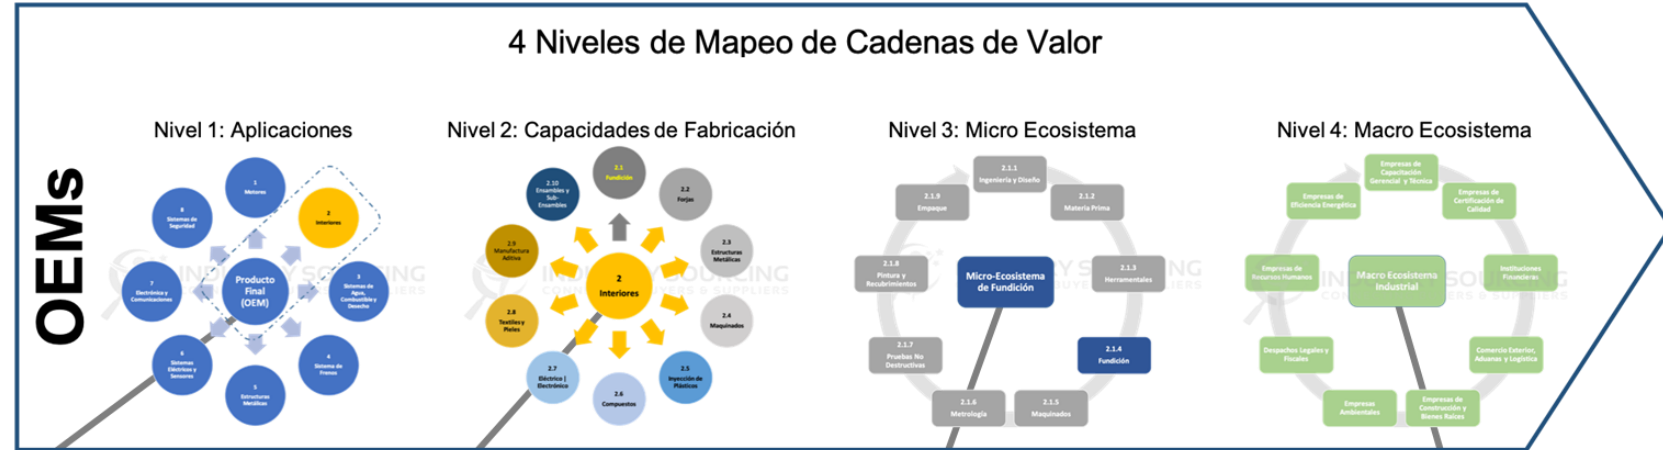 4 Niveles de Mapeo de Cadenas de Valor
OEMs
Nivel 1: Aplicaciones
1
Motores
2
Interiores
3
Sistemas de
Agua,
Combustible y
Desecho
4
Sistema de
Frenos
5
Estructuras
Metálicas
6
Sistemas
Eléctricos y
Sensores
7
Electrónica y
Comunicaciones
8
Sistemas de
Seguridad
Producto
Final
(OEM)
Nivel 2: Capacidades de Fabricación
2.1
Fundición
2.2
Forjas
2.3
Estructuras
Metálicas
2.4
Maquinados
2.5
Inyección de
Plásticos
2.6
Compuestos
2.7
Eléctrico |
Electrónico
2.8
Textiles y
Pieles
2.9
Manufactura
Aditiva
2.10
Ensambles y
Sub-
Ensambles
2
Interiores
Nivel 3: Micro Ecosistema
2.1.1
Ingeniería y Diseño
2.1.2
Materia Prima
2.1.3
Herramentales
2.1.4
Fundición
2.1.5
Maquinados
2.1.6
Metrología
2.1.7
Pruebas No
Destructivas
2.1.8
Pintura y
Recubrimientos
2.1.9
Empaque
Micro-Ecosistema
de Fundición
Nivel 4: Macro Ecosistema
Empresas de
Capacitación
Gerencial y Técnica
Empresas de
Certificación de
Calidad
Instituciones
Financieras
Comercio Exterior,
Aduanas y Logística
Empresas de
Construcción y
Bienes Raíces
Empresas
Ambientales
Despachos Legales y
Fiscales
Empresas de
Recursos Humanos
Empresas de
Eficiencia Energética
Macro Ecosistema
Industrial